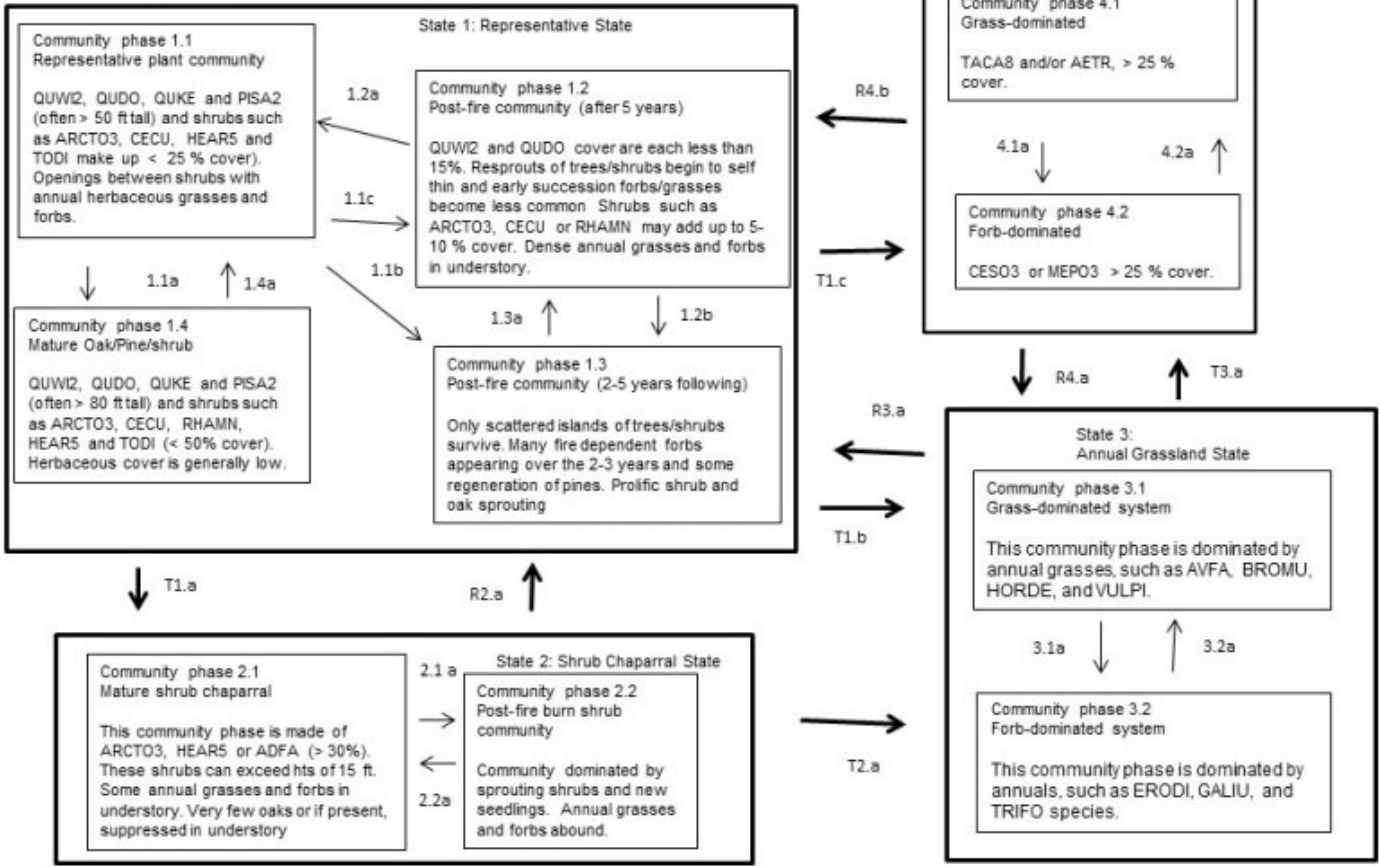 State 1: Representative State
Community phase 1.1
Representative plant community
QUWI2, QUDO, QUKE and PISA2
(often > 50 ft tall) and shrubs such
as ARCTO3, CECU, HEAR5 and
TODI make up < 25 % cover).
Openings between shrubs with
annual herbaceous grasses and
forbs.
1.2a
1.1c
1.1b
Community phase 1.2
Post-fire community (after 5 years)
QUWI2 and QUDO cover are each less than
15%. Resprouts of trees/shrubs begin to self
thin and early succession forbs/grasses
become less common Shrubs such as
ARCTO3, CECU or RHAMN may add up to 5-
10 % cover. Dense annual grasses and forbs
in understory.
1.1a
1.4a
1.3a
1.2b
Community phase 1.4
Mature Oak/Pine/shrub
QUWI2, QUDO, QUKE and PISA2
(often > 80 ft tall) and shrubs such
as ARCTO3, CECU, RHAMN,
HEAR5 and TODI (< 50% cover).
Herbaceous cover is generally low.
Community phase 1.3
Post-fire community (2-5 years following)
Only scattered islands of trees/shrubs
survive. Many fire dependent forbs
appearing over the 2-3 years and some
regeneration of pines. Prolific shrub and
oak sprouting
R4.b
T1.c
Community phase 4.1
Grass-dominated
TACA8 and/or AETR, > 25 %
cover.
4.1a
4.2a
Community phase 4.2
Forb-dominated
CESO3 or MEPO3 > 25 % cover.
R4.a
T3.a
R3.a
T1.b
State 3:
Annual Grassland State
Community phase 3.1
Grass-dominated system
This community phase is dominated by
annual grasses, such as AVFA, BROMU,
HORDE, and VULPI.
3.1a
3.2a
Community phase 3.2
Forb-dominated system
This community phase is dominated by
annuals, such as ERODI, GALIU, and
TRIFO species.
T1.a
R2.a
State 2: Shrub Chaparral State
Community phase 2.1
Mature shrub chaparral
This community phase is made of
ARCTO3, HEAR5 or ADFA (> 30%).
These shrubs can exceed hts of 15 ft.
Some annual grasses and forbs in
understory. Very few oaks or if present,
suppressed in understory
2.1 a
2.2a
Community phase 2.2
Post-fire burn shrub
community
Community dominated by
sprouting shrubs and new
seedlings. Annual grasses
and forbs abound.
T2.a